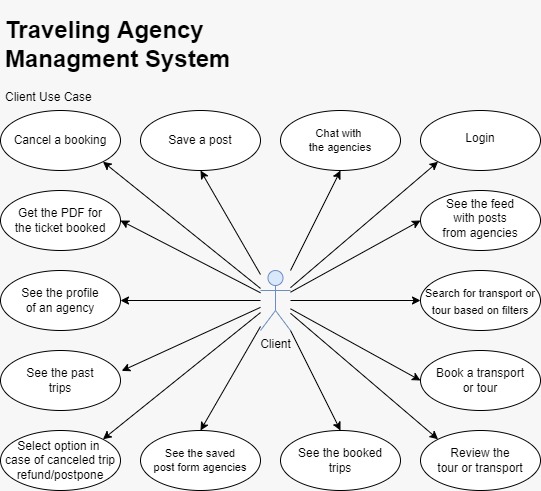 Traveling Agency
Managment System
Client Use Case
Cancel a booking
Save a post
Chat with
the agencies
Login
Get the PDF for
the ticket booked
See the feed
with posts
from agencies
See the profile
of an agency
Search for transport or
tour based on filters
Client
See the past
trips
Book a transport
or tour
Select option in
case of canceled trip
refund/postpone
See the saved
post form agencies
See the booked
trips
Review the
tour or transport